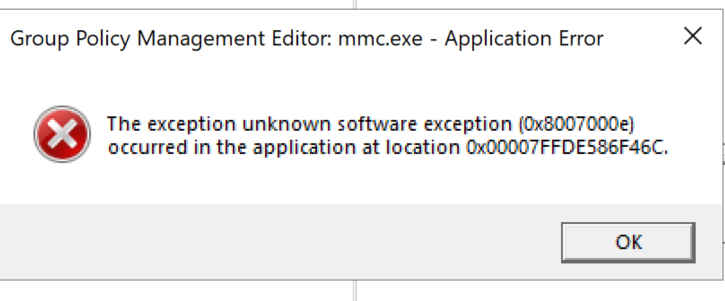 Group Policy Management Editor: mmc.exe - Application Error
The exception unknown software exception (0x8007000e)
occurred in the application at location 0x00007FFDE586F46C.
OK